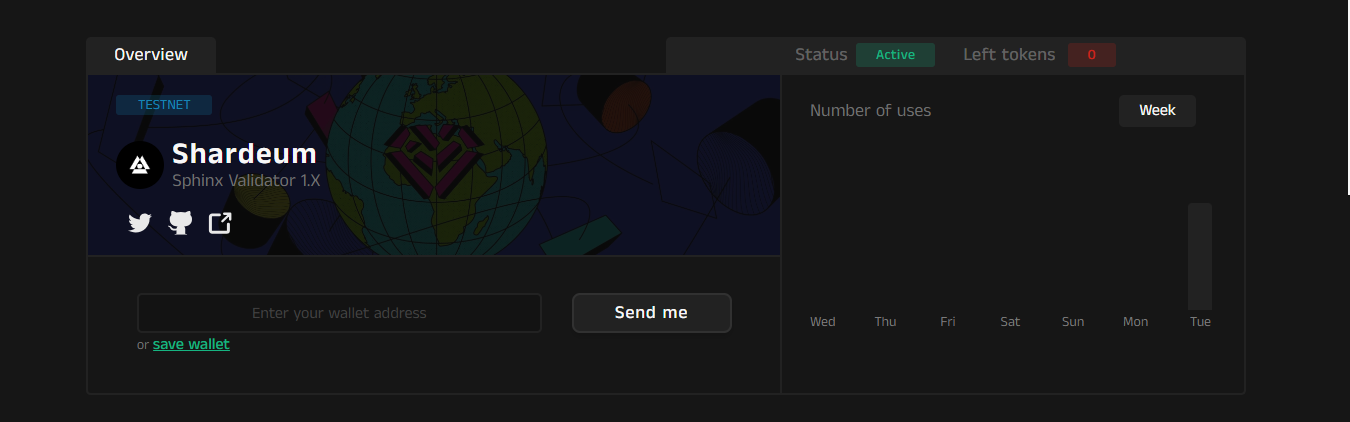 Overview
Status Active Left tokens 0
TESTNET
Shardeum
Sphinx Validator 1.X
Enter your wallet address
Send me
or save wallet
Number of uses
Week
Wed Thu Fri Sat Sun Mon Tue